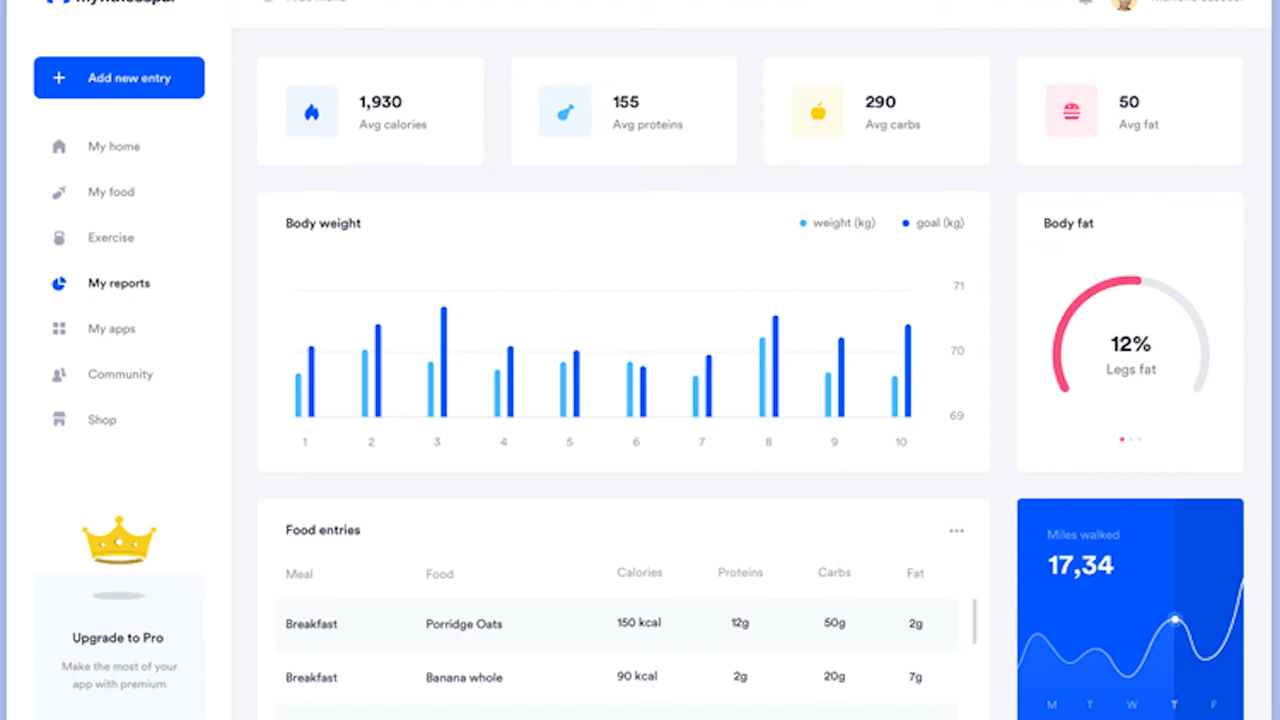 Add new entry
My home
My food
Exercise
My reports
My apps
Community
Shop
Upgrade to Pro
Make the most of your
app with premium
1,930
Avg calories
155
Avg proteins
290
Avg carbs
50
Avg fat
Body weight
weight (kg)
goal (kg)
71
70
69
1 2 3 4 5 6 7 8 9 10
Body fat
12%
Legs fat
Food entries
Meal Food Calories Proteins Carbs Fat
Breakfast Porridge Oats 150 kcal 12g 50g 2g
Breakfast Banana whole 90 kcal 2g 20g 7g
Miles walked
17,34
M T W T F